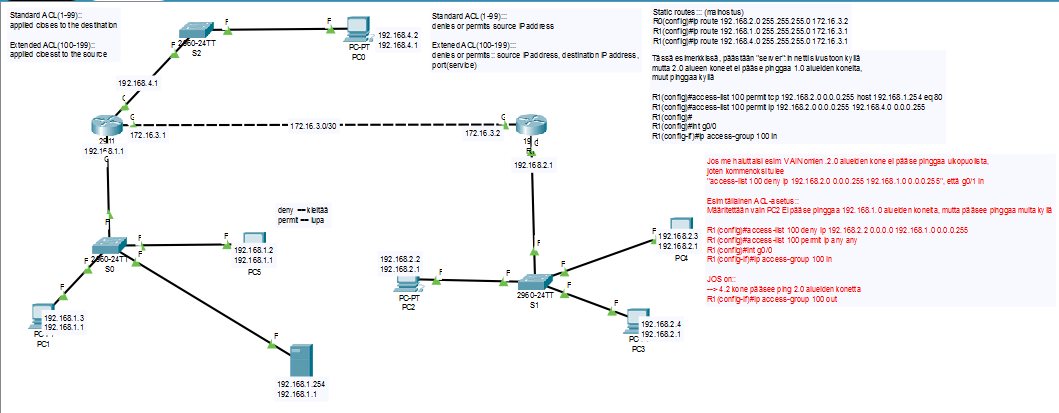 Standard ACL(1-99)::
applied closes to the destination
Extended ACL(100-199)::
applied closest to the source
Standard ACL(1-99):::
denies or permits source IPaddress
Extended ACL(100-199):::
denies or permits:: source IP address, destination IP address,
port(service)
Static routes:::: (mainostus)
R0(config)#ip route 192.168.2.0 255.255.255.0 172.16.3.2
R1(config)#ip route 192.168.1.0 255.255.255.0 172.16.3.1
R1(config)#ip route 192.168.4.0 255.255.255.0 172.16.3.1
Tässä esimerkissä, päästään "server":in nettisivustoon kyllä
mutta 2.0 alueen koneet ei pääse pinggaa 1.0 alueiden koneita,
muut pinggaa kyllä
R1(config)#access-list 100 permit tcp 192.168.2.0 0.0.0.255 host 192.168.1.254 eq 80
R1(config)#access-list 100 permit ip 192.168.2.0 0.0.0.255 192.168.4.0 0.0.0.255
R1(config)#
R1(config)#int g0/0
R1(config-if)#ip access-group 100 in
Jos me haluttaisi esim. VAIN omien .2.0 alueiden kone ei pääse pinggaa ulkopuolista,
joten kommenoksi tulee
"access-list 100 deny ip 192.168.2.0 0.0.0.255 192.168.1.0 0.0.0.255", että g0/1 in
Esim tällainen ACL-asetus::
Määritettään vain PC2 EI pääse pinggaa 192.168.1.0 alueiden koneita, mutta pääsee pinggaa muita kyllä
R1(config)#access-list 100 deny ip 192.168.2.2 0.0.0.0 192.168.1.0 0.0.0.255
R1(config)#access-list 100 permit ip any any
R1(config)#int g0/0
R1(config-if)#ip access-group 100 in
JOS on::
--> 4.2 kone pääsee ping 2.0 alueiden konetta
R1(config-if)#ip access-group 100 out
2960-24TT
S2
PC-PT
PC0
192.168.4.2
192.168.4.1
192.168.4.1
2911
192.168.1.1
172.16.3.1
172.16.3.0/30
172.16.3.2
192.168.2.1
deny == kieltää
permit == lupa
2960-24TT
S0
192.168.1.2
192.168.1.1
PC5
192.168.1.3
192.168.1.1
PC1
192.168.1.254
192.168.1.1
192.168.2.2
192.168.2.1
PC-PT
PC2
2960-24TT
S1
192.168.2.3
192.168.2.1
PC4
192.168.2.4
192.168.2.1
PC3